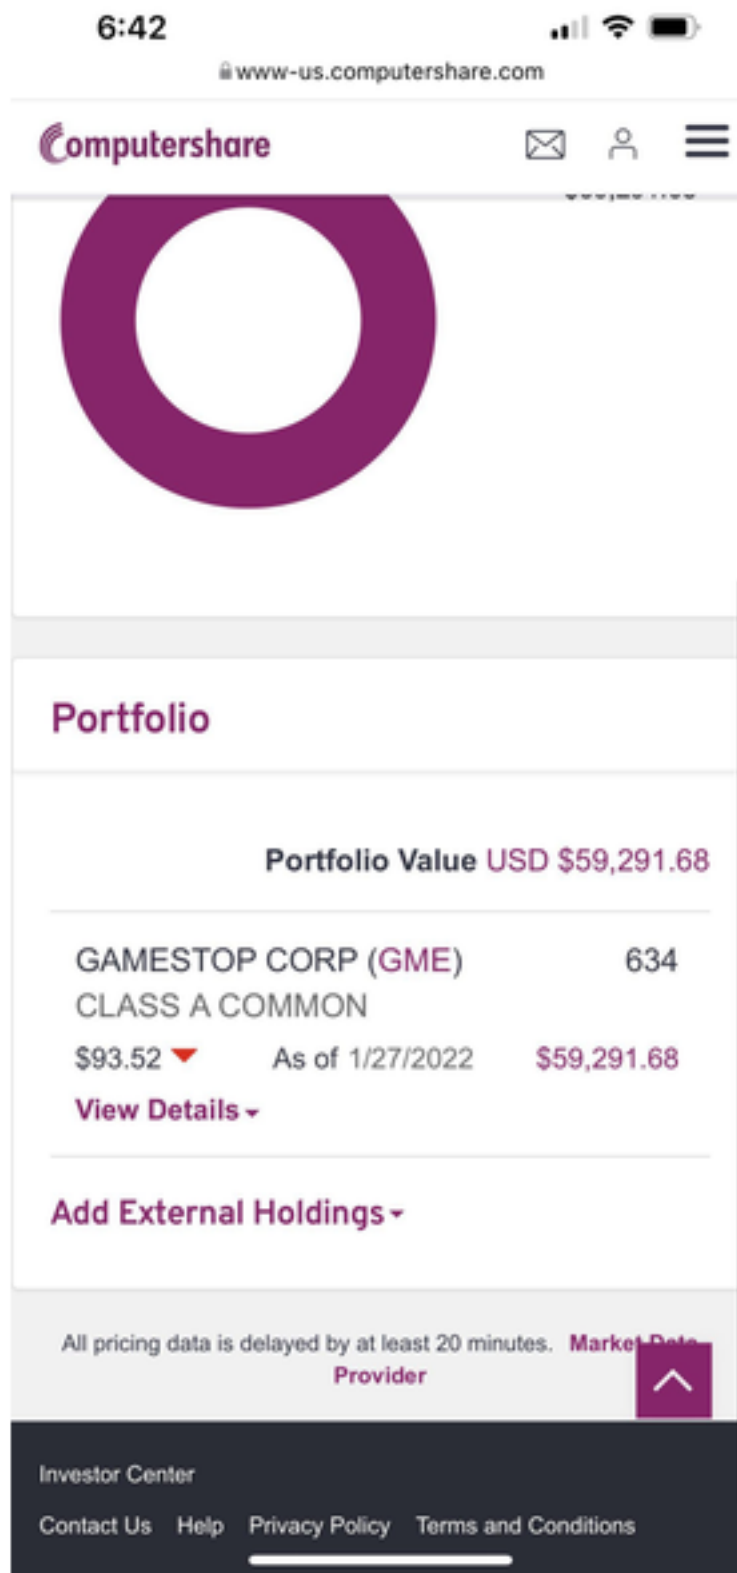 6:42
www-us.computershare.com
Computershare
Portfolio
Portfolio Value USD $59,291.68
GAMESTOP CORP (GME) 634
CLASS A COMMON
$93.52 As of 1/27/2022 $59,291.68
View Details
Add External Holdings
All pricing data is delayed by at least 20 minutes. Market Data
Provider
Investor Center
Contact Us Help Privacy Policy Terms and Conditions